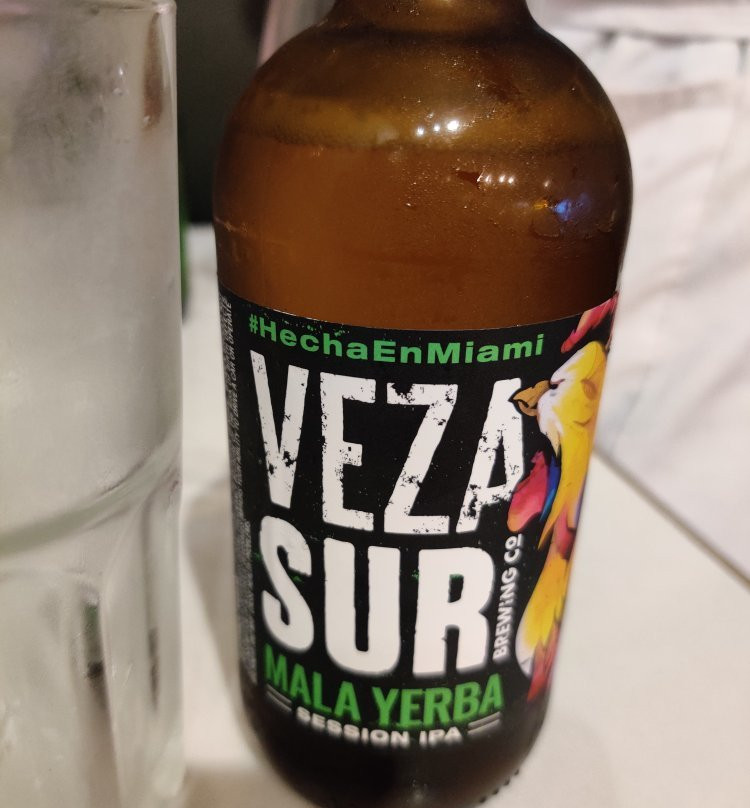 #HechaEnMiami
VEZA
SUR
BREWING CO
MALA YERBA
SESSION IPA